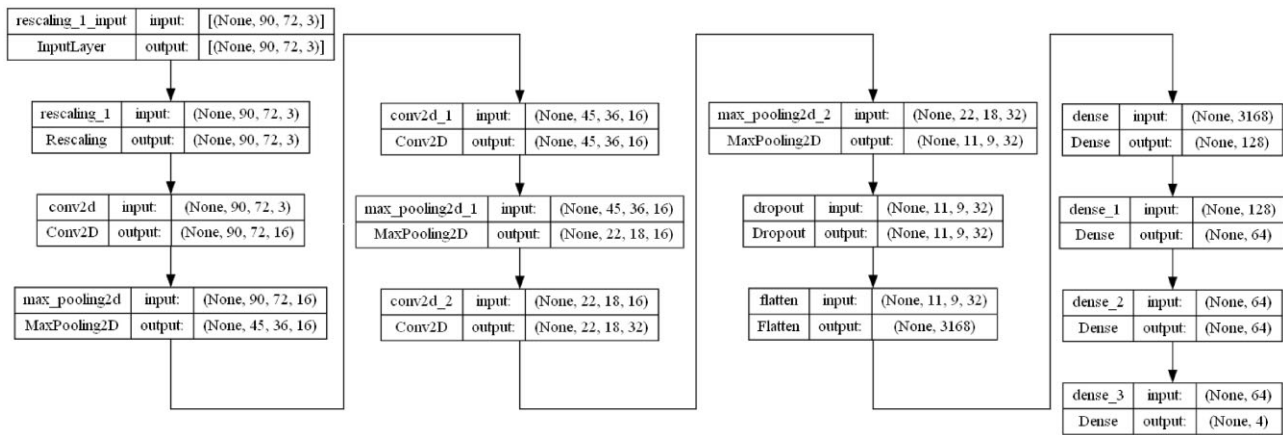 rescaling_1_input input: [(None, 90, 72, 3)]
InputLayer output: [(None, 90, 72, 3)]
rescaling_1 input: (None, 90, 72, 3)
Rescaling output: (None, 90, 72, 3)
conv2d input: (None, 90, 72, 3)
Conv2D output: (None, 90, 72, 16)
max_pooling2d input: (None, 90, 72, 16)
MaxPooling2D output: (None, 45, 36, 16)
conv2d_1 input: (None, 45, 36, 16)
Conv2D output: (None, 45, 36, 16)
max_pooling2d_1 input: (None, 45, 36, 16)
MaxPooling2D output: (None, 22, 18, 16)
conv2d_2 input: (None, 22, 18, 16)
Conv2D output: (None, 22, 18, 32)
max_pooling2d_2 input: (None, 22, 18, 32)
MaxPooling2D output: (None, 11, 9, 32)
dropout input: (None, 11, 9, 32)
Dropout output: (None, 11, 9, 32)
flatten input: (None, 11, 9, 32)
Flatten output: (None, 3168)
dense input: (None, 3168)
Dense output: (None, 128)
dense_1 input: (None, 128)
Dense output: (None, 64)
dense_2 input: (None, 64)
Dense output: (None, 64)
dense_3 input: (None, 64)
Dense output: (None, 4)